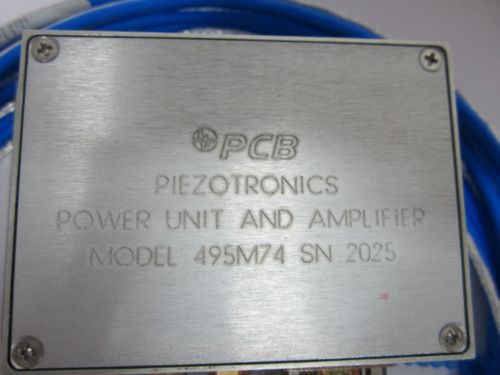 PCB
PIEZOTRONICS
POWER UNIT AND AMPLIFIER
MODEL 495M74 SN 2025